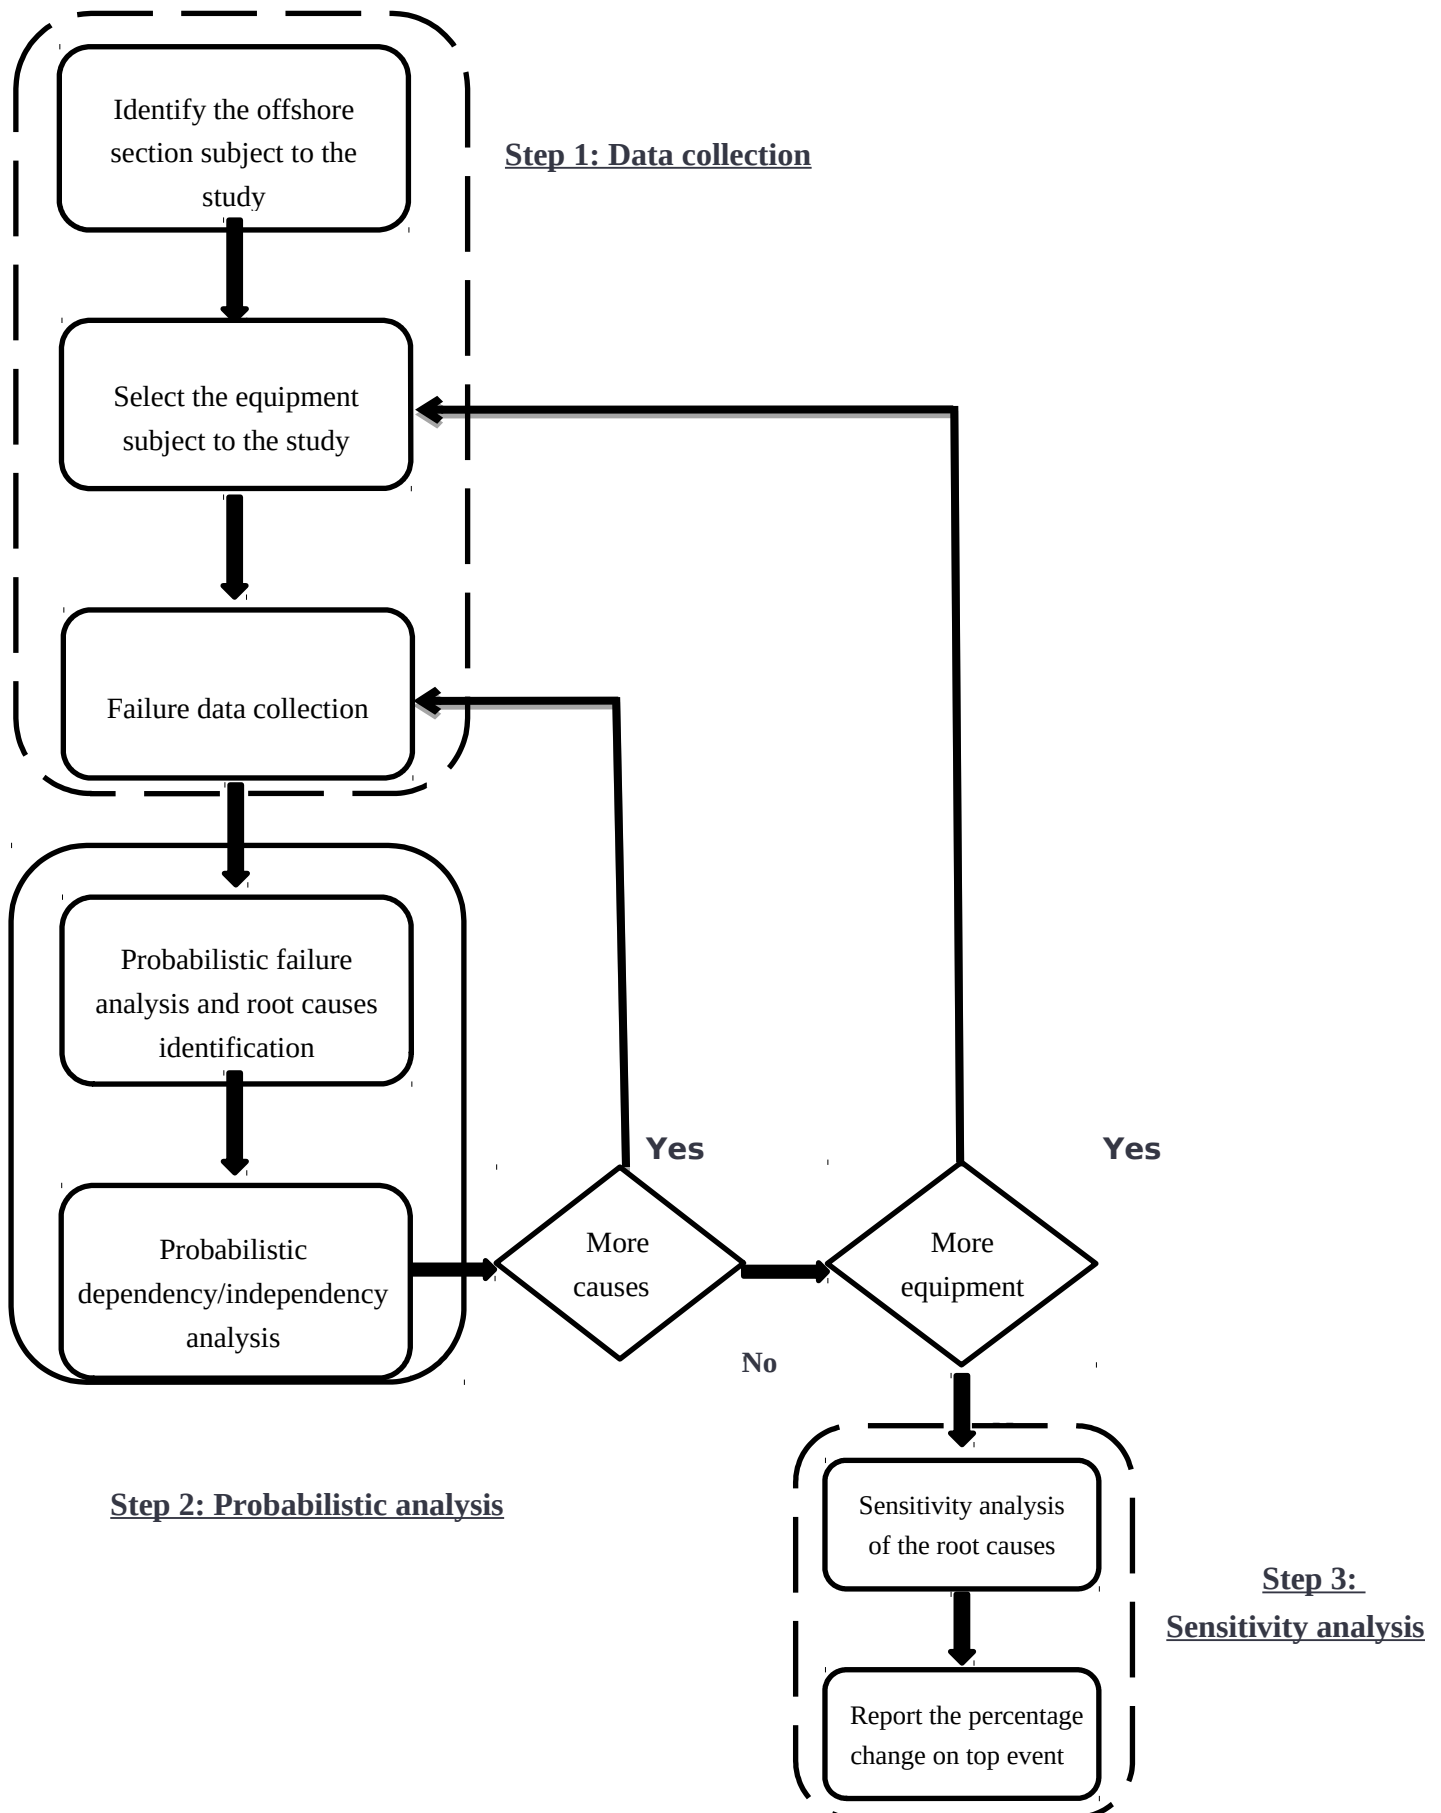 Identify the offshore
section subject to the
study
Step 1: Data collection
Select the equipment
subject to the study
Failure data collection
Probabilistic failure
analysis and root causes
identification
Yes
Yes
Probabilistic
dependency/independency
analysis
More
causes
More
equipment
No
Step 2: Probabilistic analysis
Sensitivity analysis
of the root causes
Step 3:
Sensitivity analysis
Report the percentage
change on top event